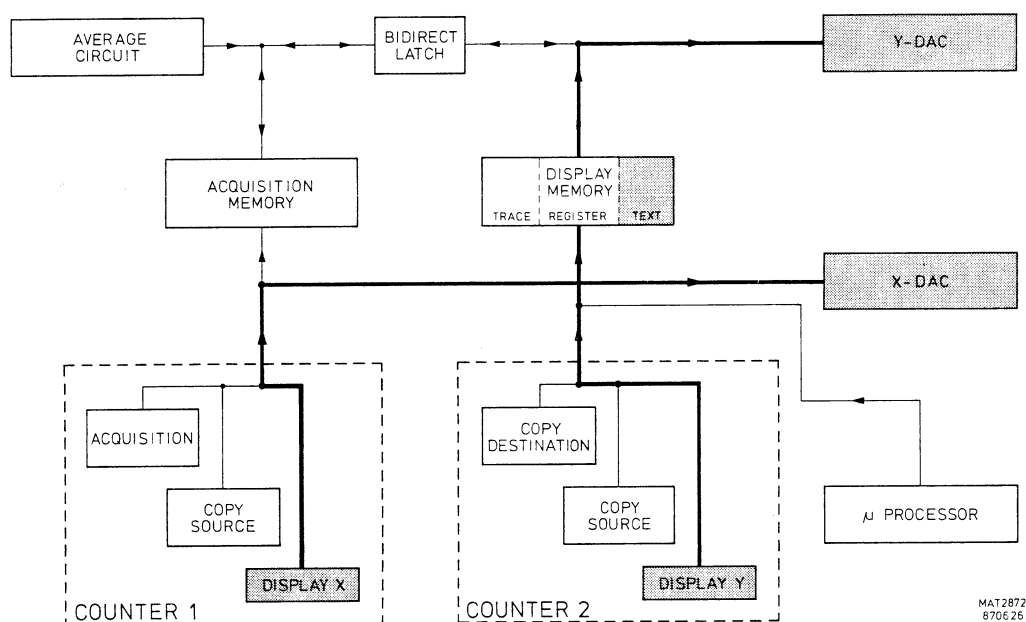 AVERAGE
CIRCUIT
BIDIRECT
LATCH
Y-DAC
ACQUISITION
MEMORY
DISPLAY
MEMORY
TRACE REGISTER TEXT
X-DAC
ACQUISITION
COPY
SOURCE
DISPLAY X
COUNTER 1
COPY
DESTINATION
COPY
SOURCE
DISPLAY Y
COUNTER 2
μ PROCESSOR
MAT2872
870626